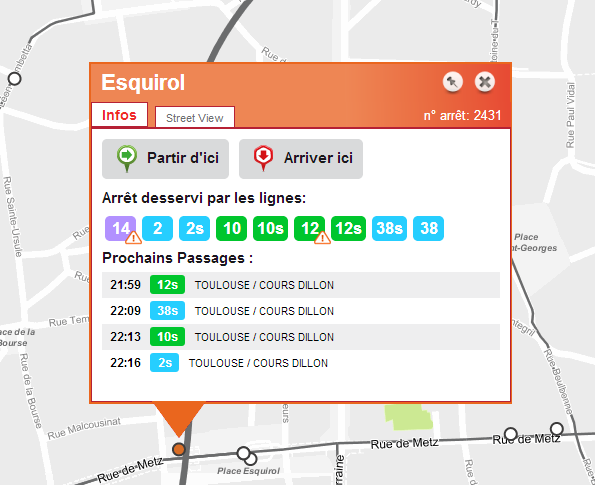 Esquirol
Infos
Street View
n° arrêt: 2431
Partir d'ici
Arriver ici
Arrêt desservi par les lignes:
14 2 2s 10 10s 12 12s 38s 38
Prochains Passages :
21:59 12s TOULOUSE / COURS DILLON
22:09 38s TOULOUSE / COURS DILLON
22:13 10s TOULOUSE / COURS DILLON
22:16 2s TOULOUSE / COURS DILLON
Rue Paul Vidal
Rue Sainte-Ursule
Place
nt-Georges
Rue Tem
ace de la
Bourse
Rue de la Bourse
Rue Malcousinat
eurs
Rue de Metz
Place Esquirol
rraine
Rue de Metz
Rue de Metz